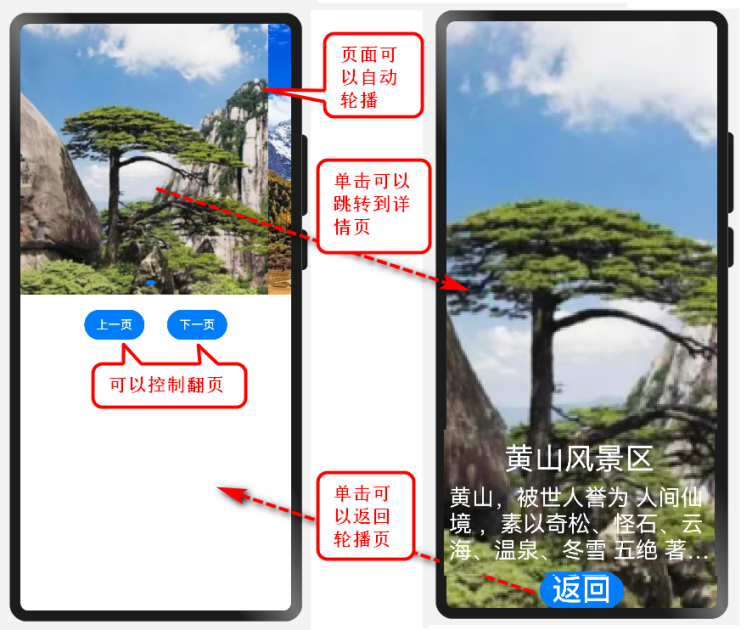 页面可
以自动
轮播
单击可以
跳转到详
情页
上一页
下一页
可以控制翻页
单击可
以返回
轮播页
黄山风景区
黄山，被世人誉为 人间仙
境 ，素以奇松、怪石、云
海、温泉、冬雪 五绝 著...
返回